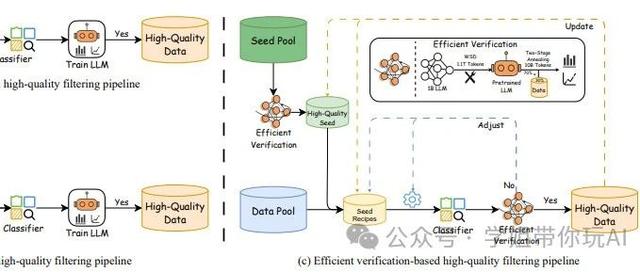 Classifier
Train LLM
Yes
High-Quality
Data
high-quality filtering pipeline
Classifier
Train LLM
Yes
High-Quality
Data
high-quality filtering pipeline
Seed Pool
Efficient
Verification
High-Quality
Seed
Update
Efficient Verification
1B LLM
WSD
1.1T Tokens
Pretrained
LLM
Two-Stage
Annealing
10B Tokens
70%
30%
Data
Adjust
Data Pool
Seed
Recipes
Classifier
No
Efficient
Verification
Yes
High-Quality
Data
公众号·学姐带你玩AI
(c) Efficient verification-based high-quality filtering pipeline